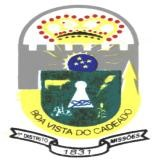 BOA VISTA DO CADEADO
1º DISTRITO 1831 MISSÕES